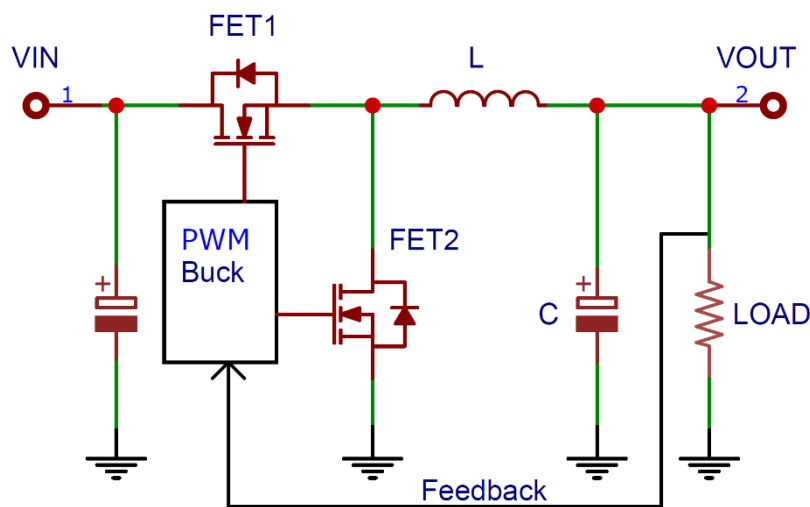 FET1
VIN
L
VOUT
1
2
PWM
Buck
FET2
+
+
C
LOAD
Feedback